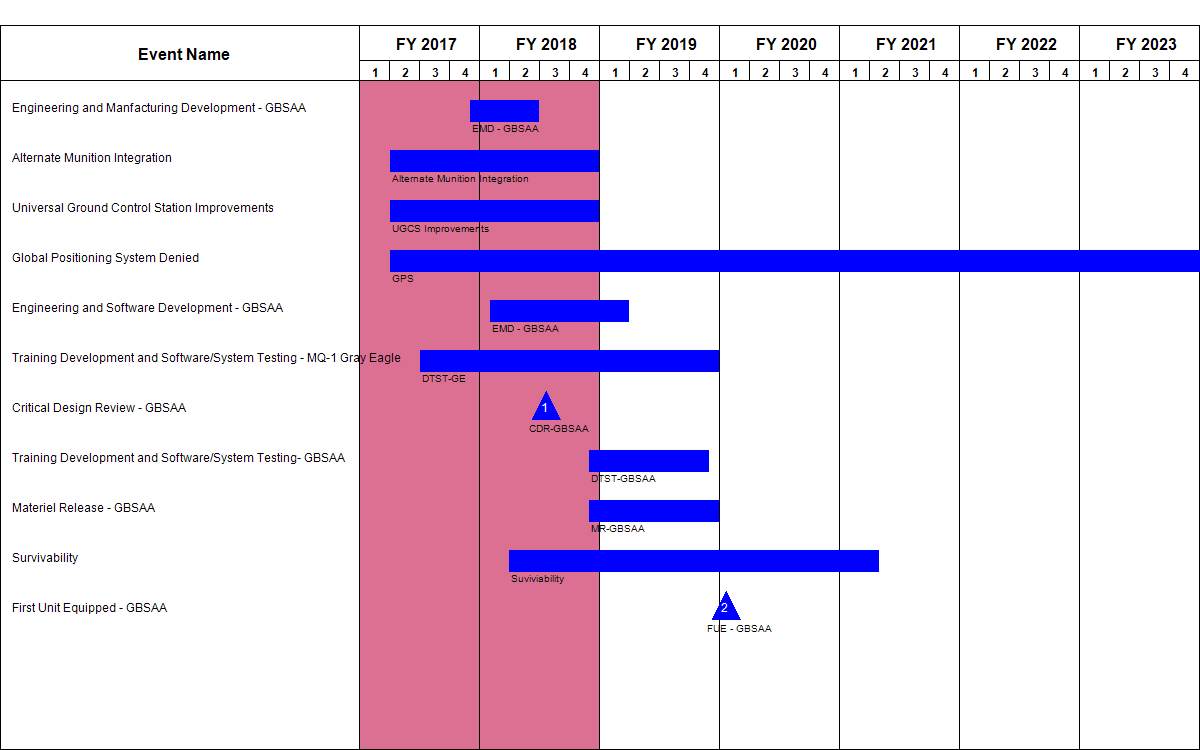 Event Name
FY 2017 FY 2018 FY 2019 FY 2020 FY 2021 FY 2022 FY 2023
1 2 3 4 1 2 3 4 1 2 3 4 1 2 3 4 1 2 3 4 1 2 3 4 1 2 3 4
Engineering and Manfacturing Development - GBSAA
EMD - GBSAA
Alternate Munition Integration
Alternate Munition Integration
Universal Ground Control Station Improvements
UGCS Improvements
Global Positioning System Denied
GPS
Engineering and Software Development - GBSAA
EMD - GBSAA
Training Development and Software/System Testing - MQ-1 Gray Eagle
DTST-GE
Critical Design Review - GBSAA
1
CDR-GBSAA
Training Development and Software/System Testing- GBSAA
DTST-GBSAA
Materiel Release - GBSAA
MR-GBSAA
Survivability
Suviviability
First Unit Equipped - GBSAA
2
FUE - GBSAA